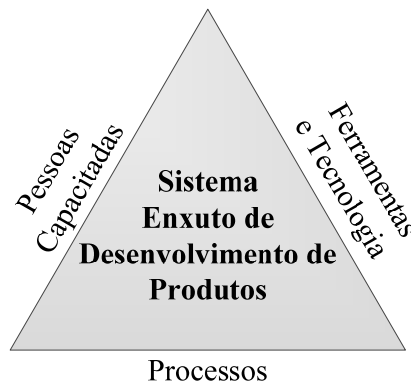 Pessoas
Capacitadas
Ferramentas
e Tecnologia
Sistema
Enxuto de
Desenvolvimento de
Produtos
Processos